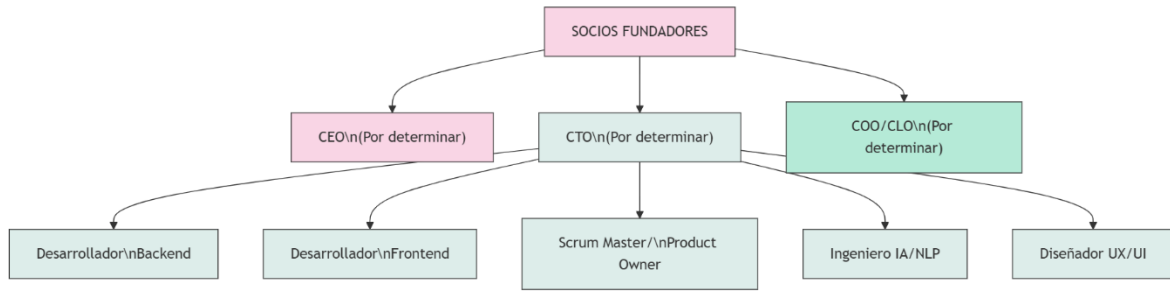 SOCIOS FUNDADORES
CEO\n(Por determinar)
CTO\n(Por determinar)
COO/CLO\n(Por
determinar)
Desarrollador\nBackend
Desarrollador\nFrontend
Scrum Master/\nProduct
Owner
Ingeniero IA/NLP
Diseñador UX/UI